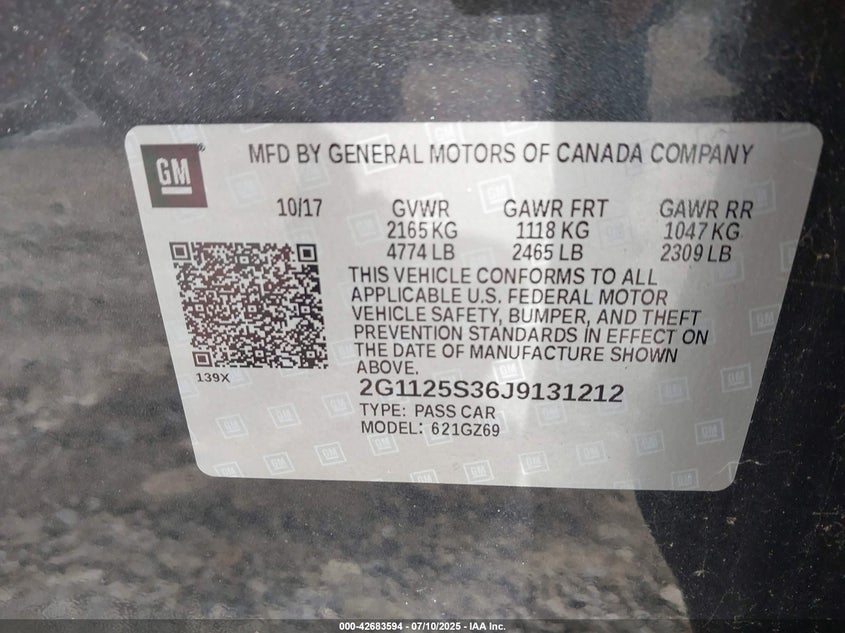 GM
MFD BY GENERAL MOTORS OF CANADA COMPANY
10/17 GVWR GAWR FRT GAWR RR
2165 KG 1118 KG 1047 KG
4774 LB 2465 LB 2309 LB
THIS VEHICLE CONFORMS TO ALL
APPLICABLE U.S. FEDERAL MOTOR
VEHICLE SAFETY, BUMPER, AND THEFT
PREVENTION STANDARDS IN EFFECT ON
THE DATE OF MANUFACTURE SHOWN
ABOVE.
139X
2G1125S36J9131212
TYPE: PASS CAR
MODEL: 621GZ69
000-42683594 - 07/10/2025 - IAA Inc.